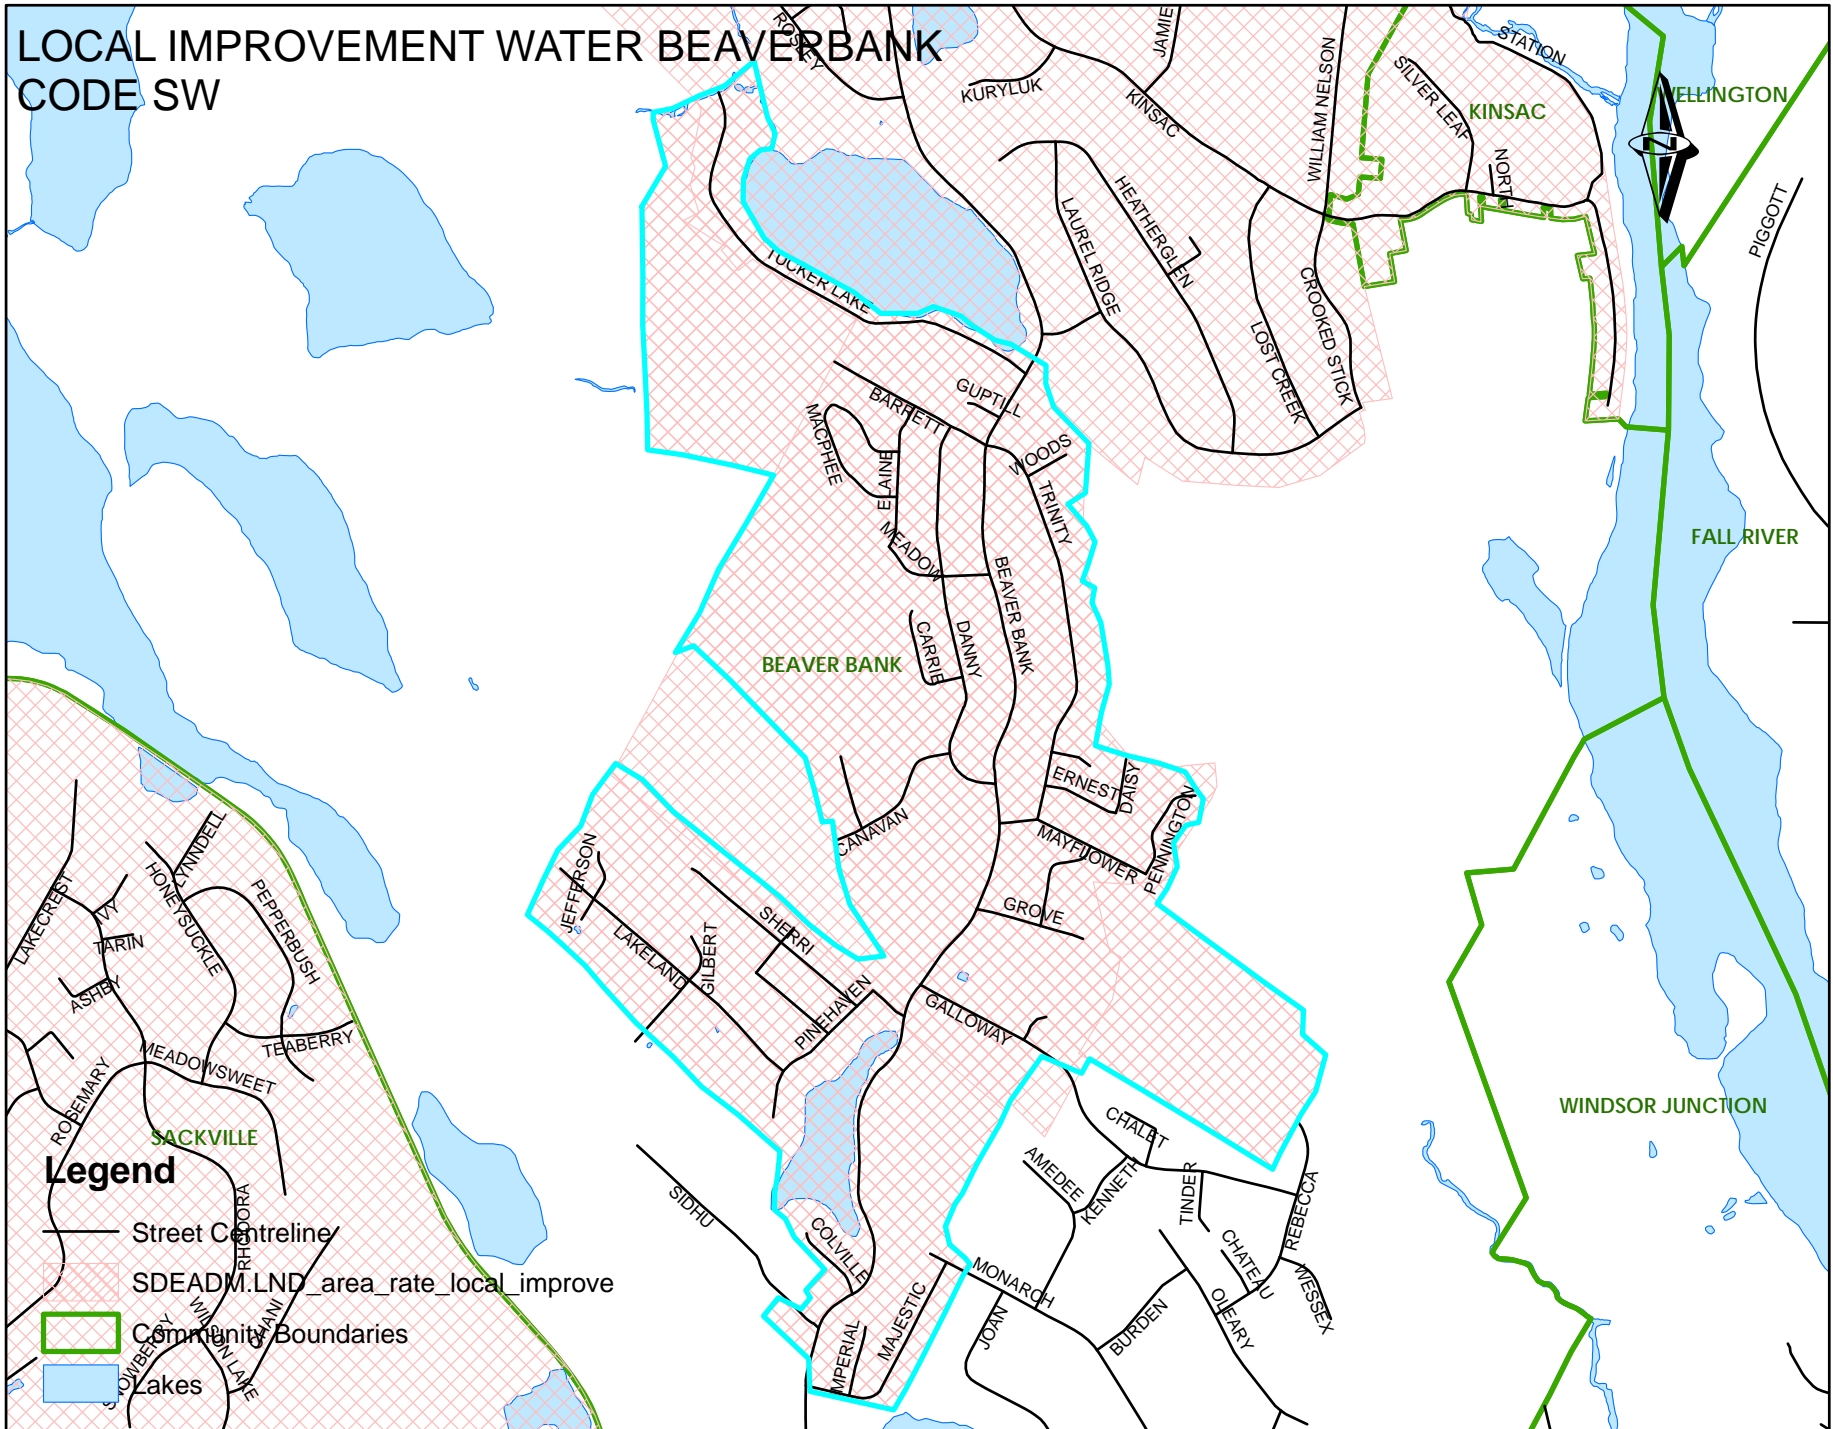 LOCAL IMPROVEMENT WATER BEAVERBANK
CODE SW
KURYLUK
JAMIE
KINSAC
WILLIAM NELSON
STATION
SILVER LEAF
KINSAC
NORTH
WELLINGTON
N
PIGGOTT
TUCKER LAKE
LAUREL RIDGE
HEATHERGLEN
LOST CREEK
CROOKED STICK
GUPTILL
BARRETT
MACPHEE
ELAINE
WOODS
TRINITY
MEADOW
BEAVER BANK
FALL RIVER
CARRIE
DANNY
BEAVER BANK
ERNEST
DAISY
CANAVAN
MAYFLOWER
PENNINGTON
GROVE
JEFFERSON
LAKELAND
GILBERT
SHERRI
PINEHAVEN
GALLOWAY
LYNNDELL
HONEYSUCKLE
PEPPERBUSH
LAKECREST
IVY
TARIN
ASHBY
TEABERRY
MEADOWSWEET
ROSEMARY
SACKVILLE
WINDSOR JUNCTION
CHALET
AMEDEE
KENNETH
TINDER
REBECCA
CHATEAU
WESSEX
SIDHU
COLVILLE
MONARCH
MAJESTIC
IMPERIAL
JOAN
BURDEN
OLEARY
RHODORA
WILSON LAKE
CHANI
SNOWBERRY
Legend
Street Centreline
SDEADM.LND_area_rate_local_improve
Community Boundaries
Lakes